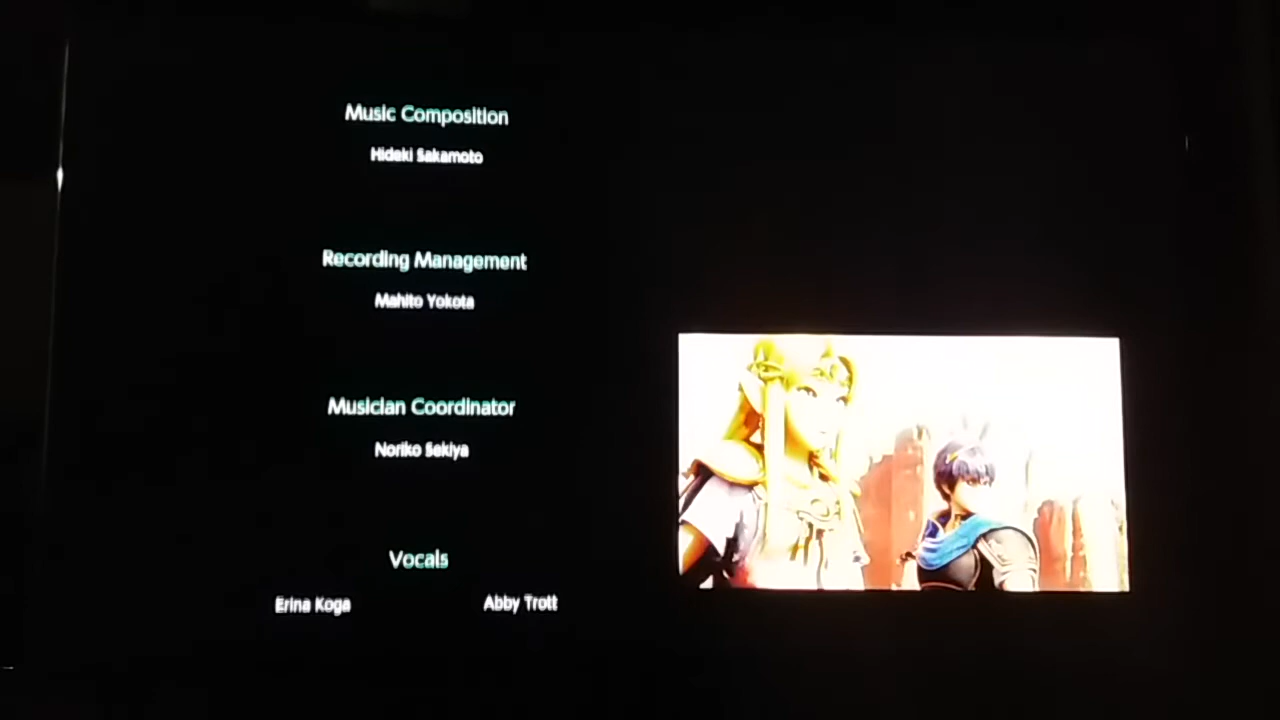 Music Composition
Hideki Sakamoto
Recording Management
Mahito Yokota
Musician Coordinator
Noriko Sekiya
Vocals
Erina Koga Abby Trott